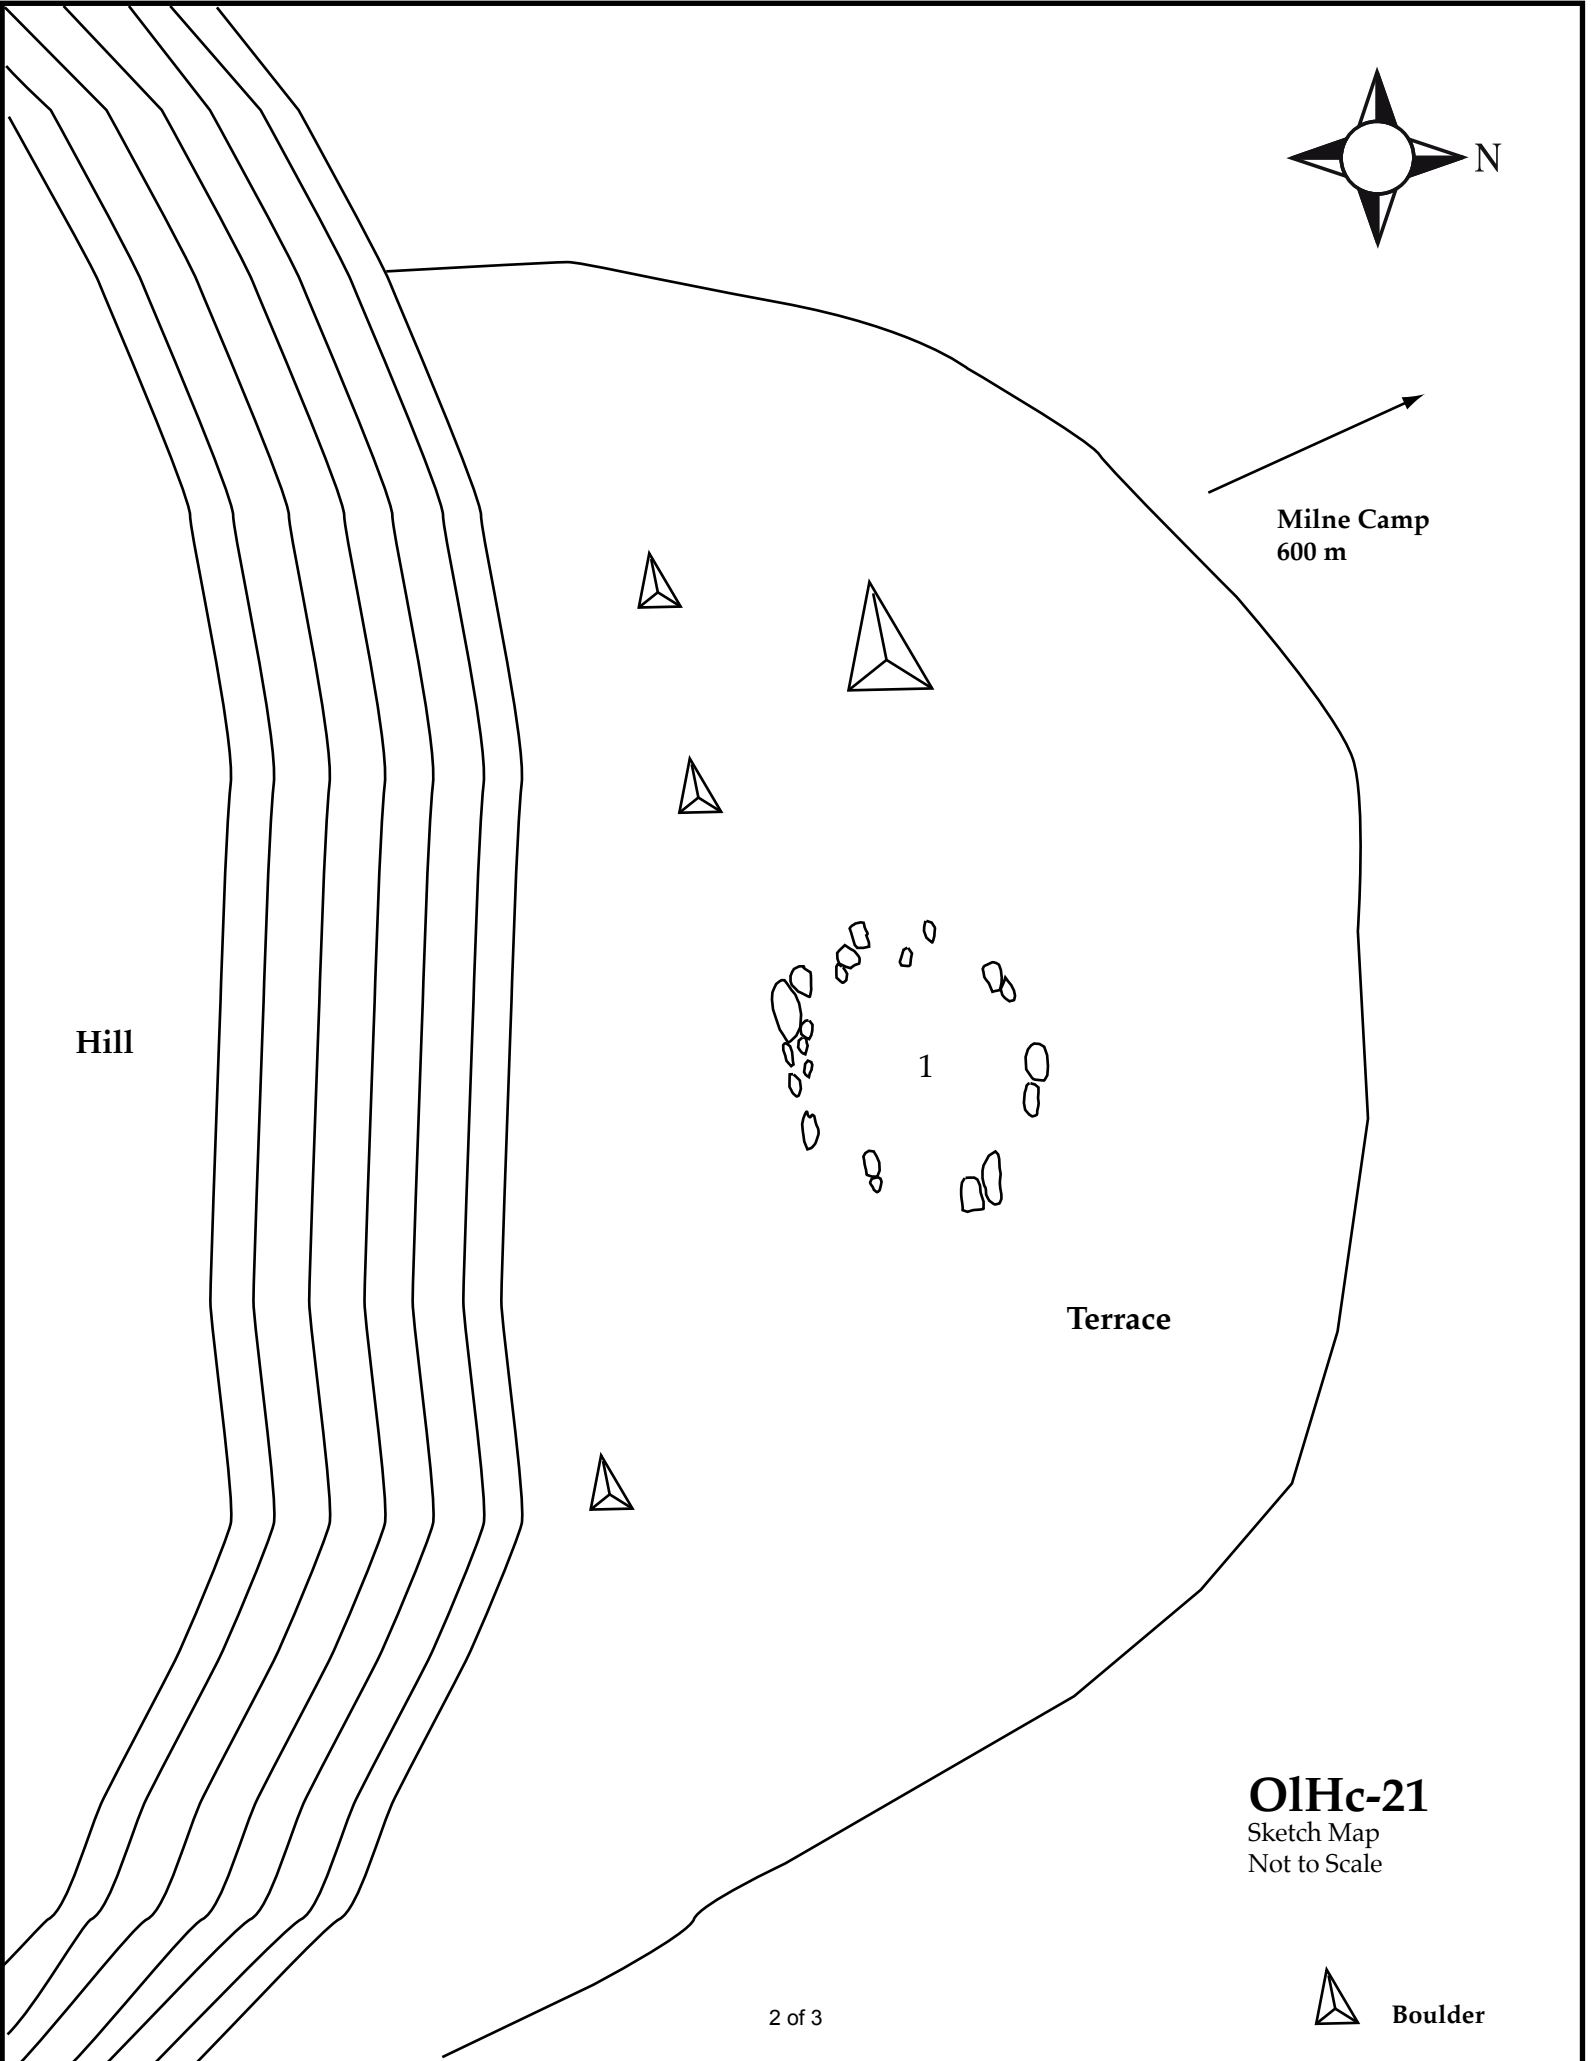 N
Milne Camp
600 m
Hill
1
Terrace
OlHc-21
Sketch Map
Not to Scale
2 of 3
Boulder